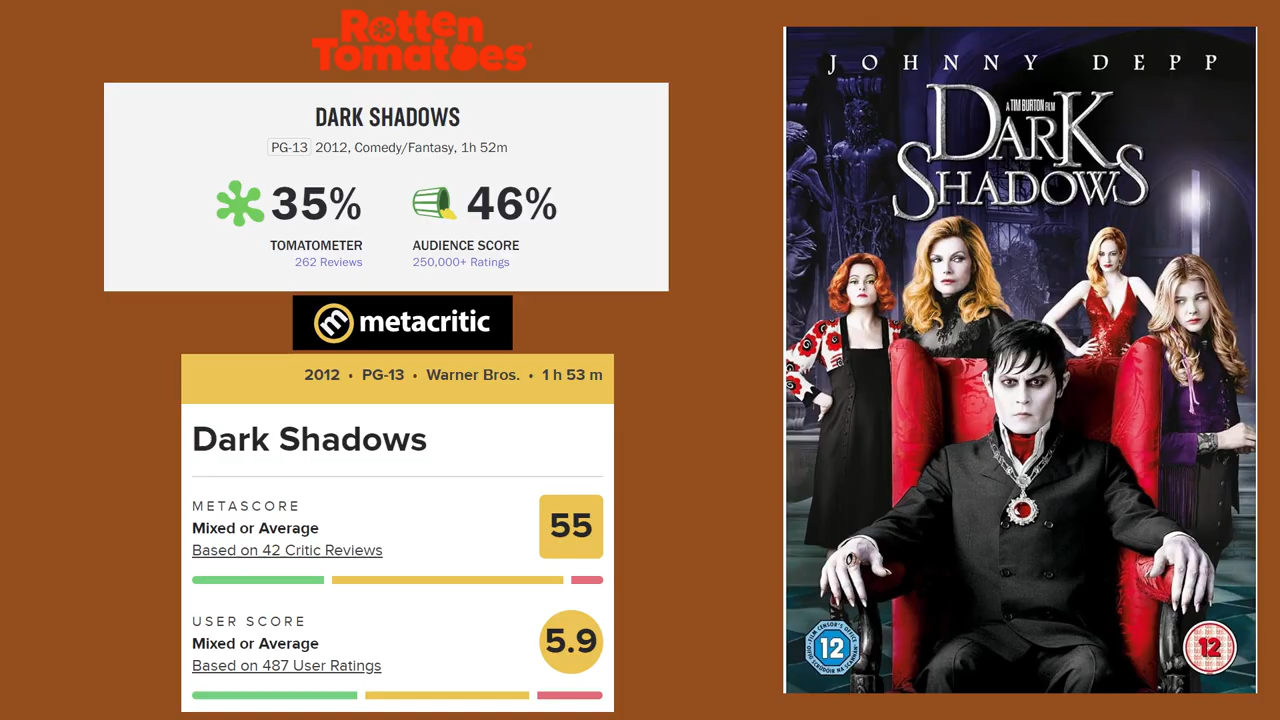 Rotten
Tomatoes
DARK SHADOWS
PG-13 2012, Comedy/Fantasy, 1h 52m
35% 46%
TOMATOMETER AUDIENCE SCORE
262 Reviews 250,000+ Ratings
metacritic
2012 • PG-13 • Warner Bros. • 1 h 53 m
Dark Shadows
METASCORE
Mixed or Average
55
Based on 42 Critic Reviews
USER SCORE
Mixed or Average
5.9
Based on 487 User Ratings
JOHNNY DEPP
A TIM BURTON FILM
DARK
SHADOWS
12
12